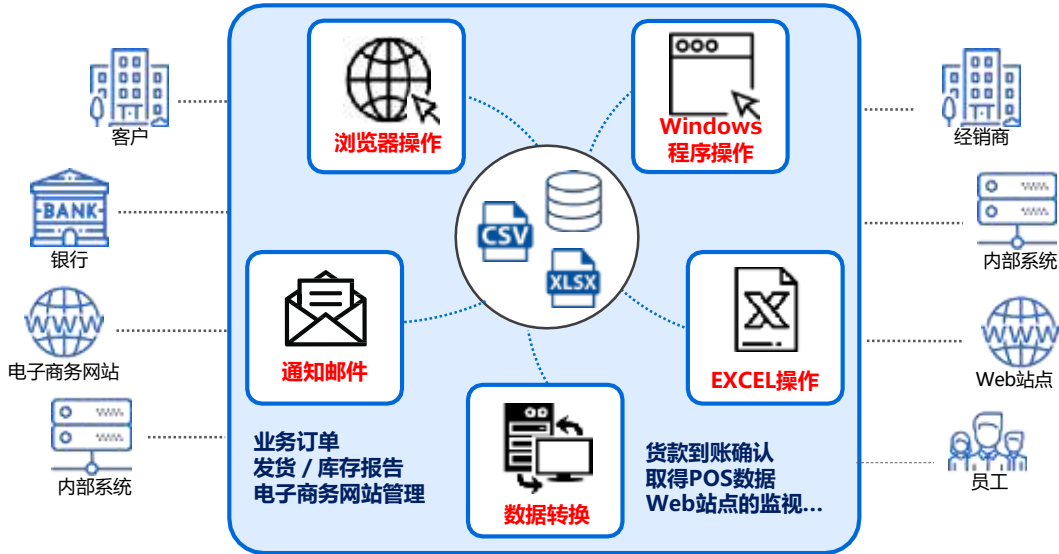 客户
BANK
银行
WWW
电子商务网站
内部系统
浏览器操作
Windows
程序操作
CSV
XLSX
通知邮件
X
EXCEL操作
数据转换
业务订单
发货 / 库存报告
电子商务网站管理
货款到账确认
取得POS数据
Web站点的监视...
经销商
内部系统
WWW
Web站点
员工